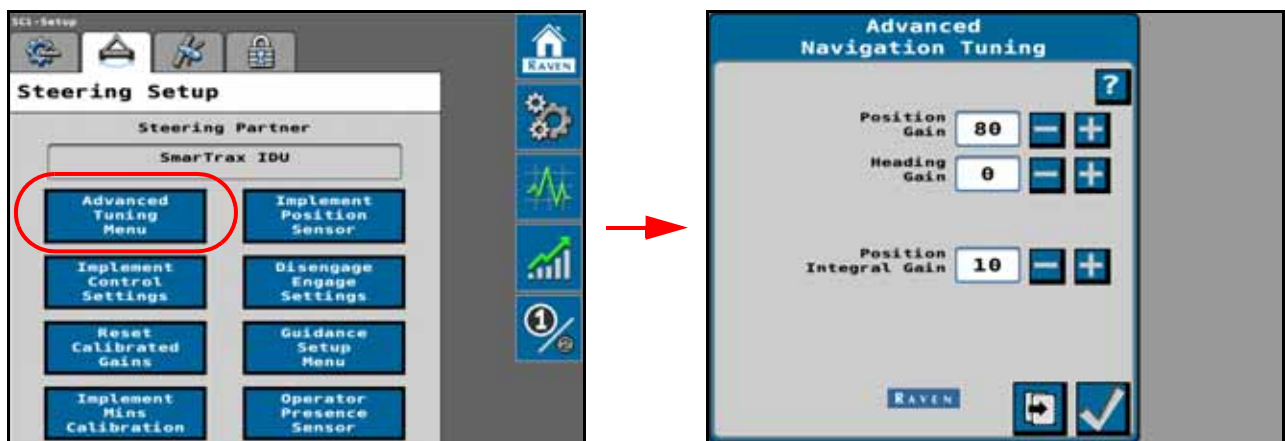 SC1-Setup
RAVEN
Steering Setup
Steering Partner
SmarTrax IDU
Advanced
Tuning
Menu
Implement
Position
Sensor
Implement
Control
Settings
Disengage
Engage
Settings
Reset
Calibrated
Gains
Guidance
Setup
Menu
Implement
Mins
Calibration
Operator
Presence
Sensor
1/2
Advanced
Navigation Tuning
?
Position
Gain
80
Heading
Gain
0
Position
Integral Gain
10
RAVEN